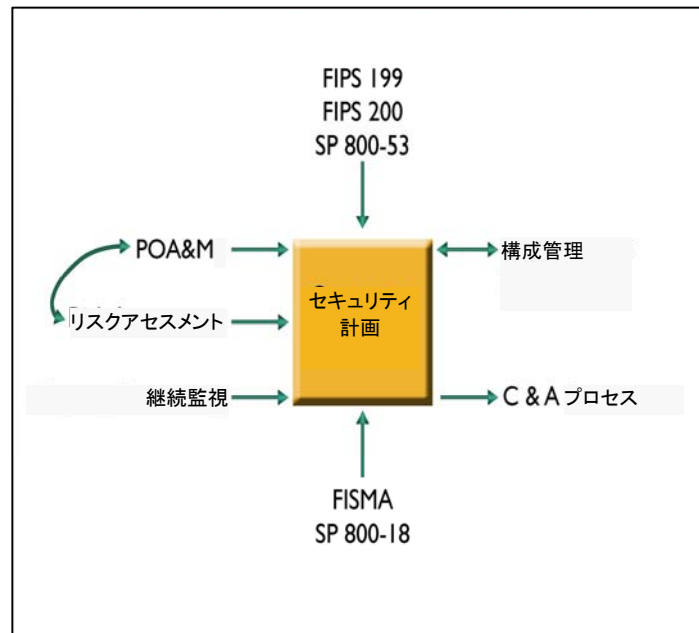 FIPS 199
FIPS 200
SP 800-53
POA&M
構成管理
セキュリティ
計画
リスクアセスメント
継続監視
C & A プロセス
FISMA
SP 800-18